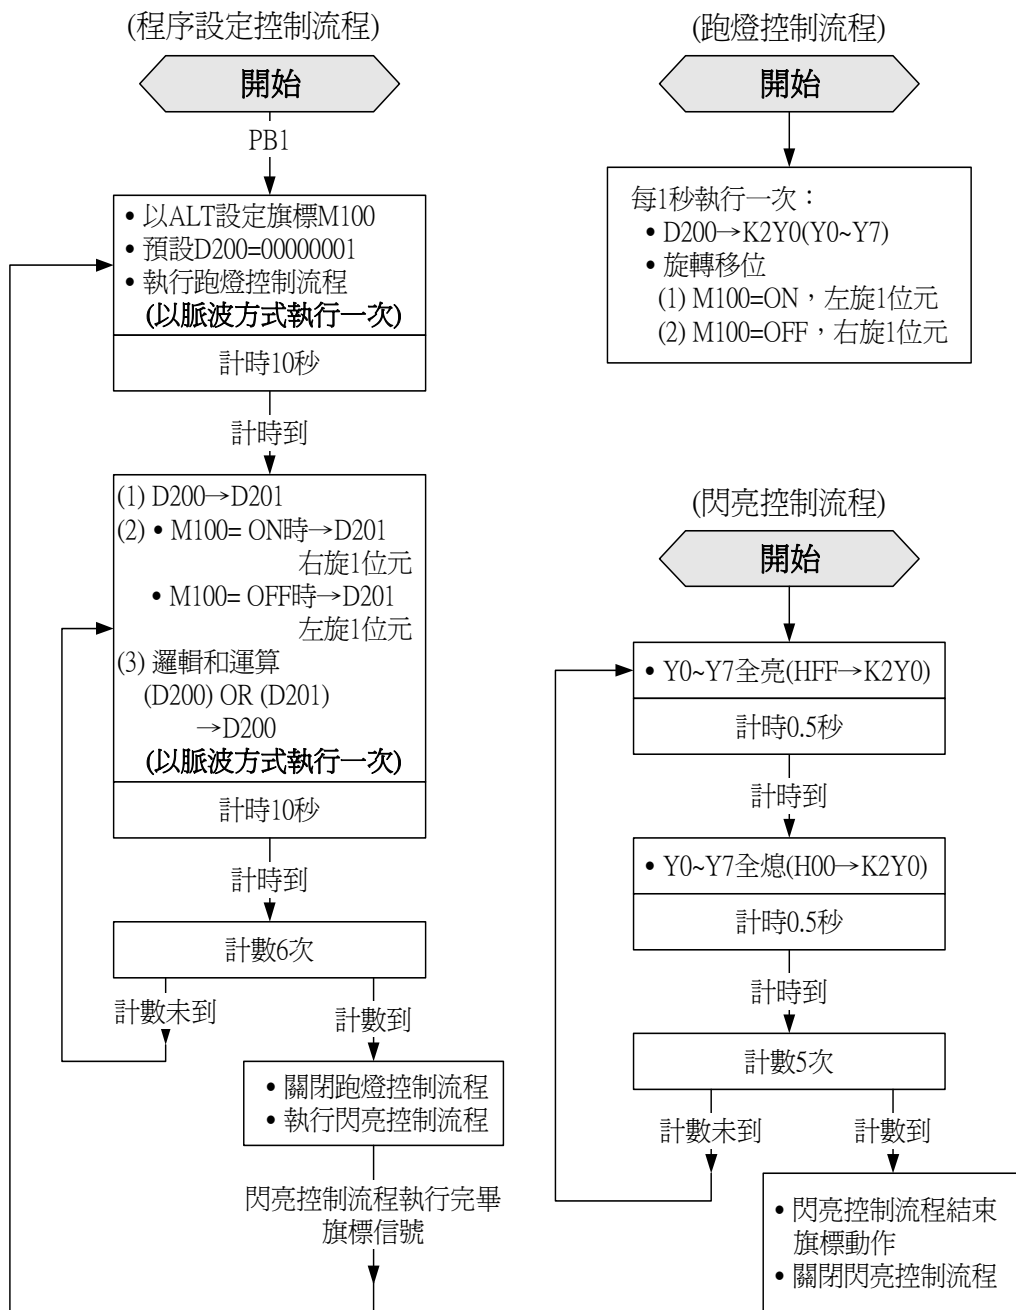 (程序設定控制流程)
開始
PB1
• 以ALT設定旗標M100
• 預設D200=00000001
• 執行跑燈控制流程
(以脈波方式執行一次)
計時10秒
計時到
(1) D200→D201
(2) • M100= ON時→D201
右旋1位元
• M100= OFF時→D201
左旋1位元
(3) 邏輯和運算
(D200) OR (D201)
→D200
(以脈波方式執行一次)
計時10秒
計時到
計數6次
計數未到
計數到
• 關閉跑燈控制流程
• 執行閃亮控制流程
閃亮控制流程執行完畢
旗標信號
(跑燈控制流程)
開始
每1秒執行一次：
• D200→K2Y0(Y0~Y7)
• 旋轉移位
(1) M100=ON，左旋1位元
(2) M100=OFF，右旋1位元
(閃亮控制流程)
開始
• Y0~Y7全亮(HFF→K2Y0)
計時0.5秒
計時到
• Y0~Y7全熄(H00→K2Y0)
計時0.5秒
計時到
計數5次
計數未到
計數到
• 閃亮控制流程結束
旗標動作
• 關閉閃亮控制流程